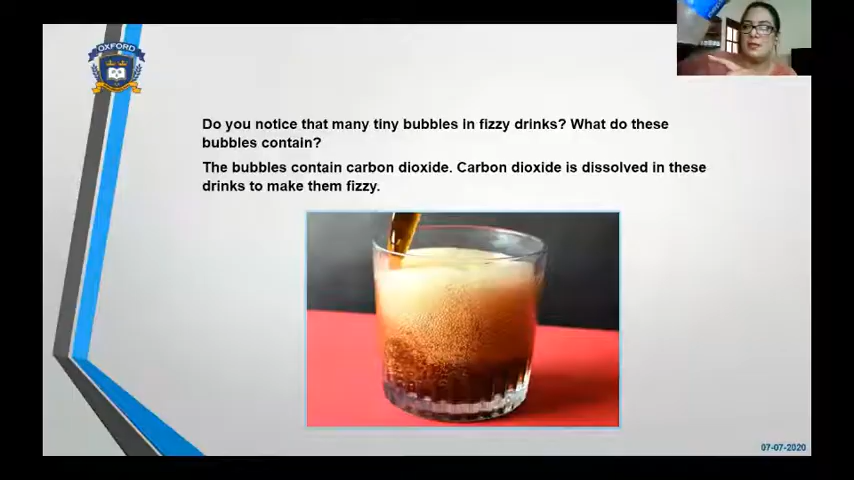 OXFORD
Do you notice that many tiny bubbles in fizzy drinks? What do these
bubbles contain?
The bubbles contain carbon dioxide. Carbon dioxide is dissolved in these
drinks to make them fizzy.
07-07-2020